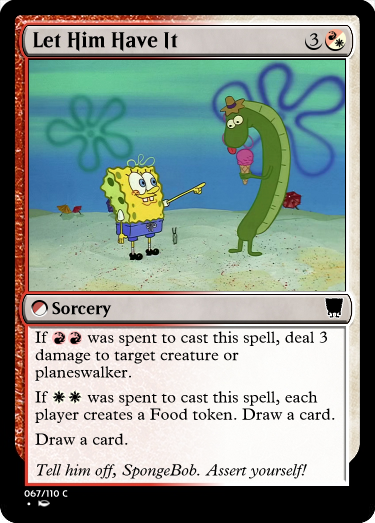 Let Him Have It 3
Sorcery
If was spent to cast this spell, deal 3
damage to target creature or
planeswalker.
If was spent to cast this spell, each
player creates a Food token. Draw a card.
Draw a card.
Tell him off, SpongeBob. Assert yourself!
067/110 C